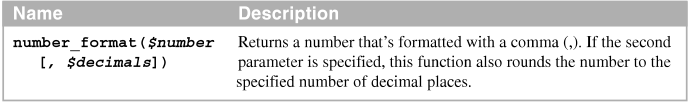 Name Description
number_format($number Returns a number that's formatted with a comma (,). If the second
[, $decimals]) parameter is specified, this function also rounds the number to the
specified number of decimal places.